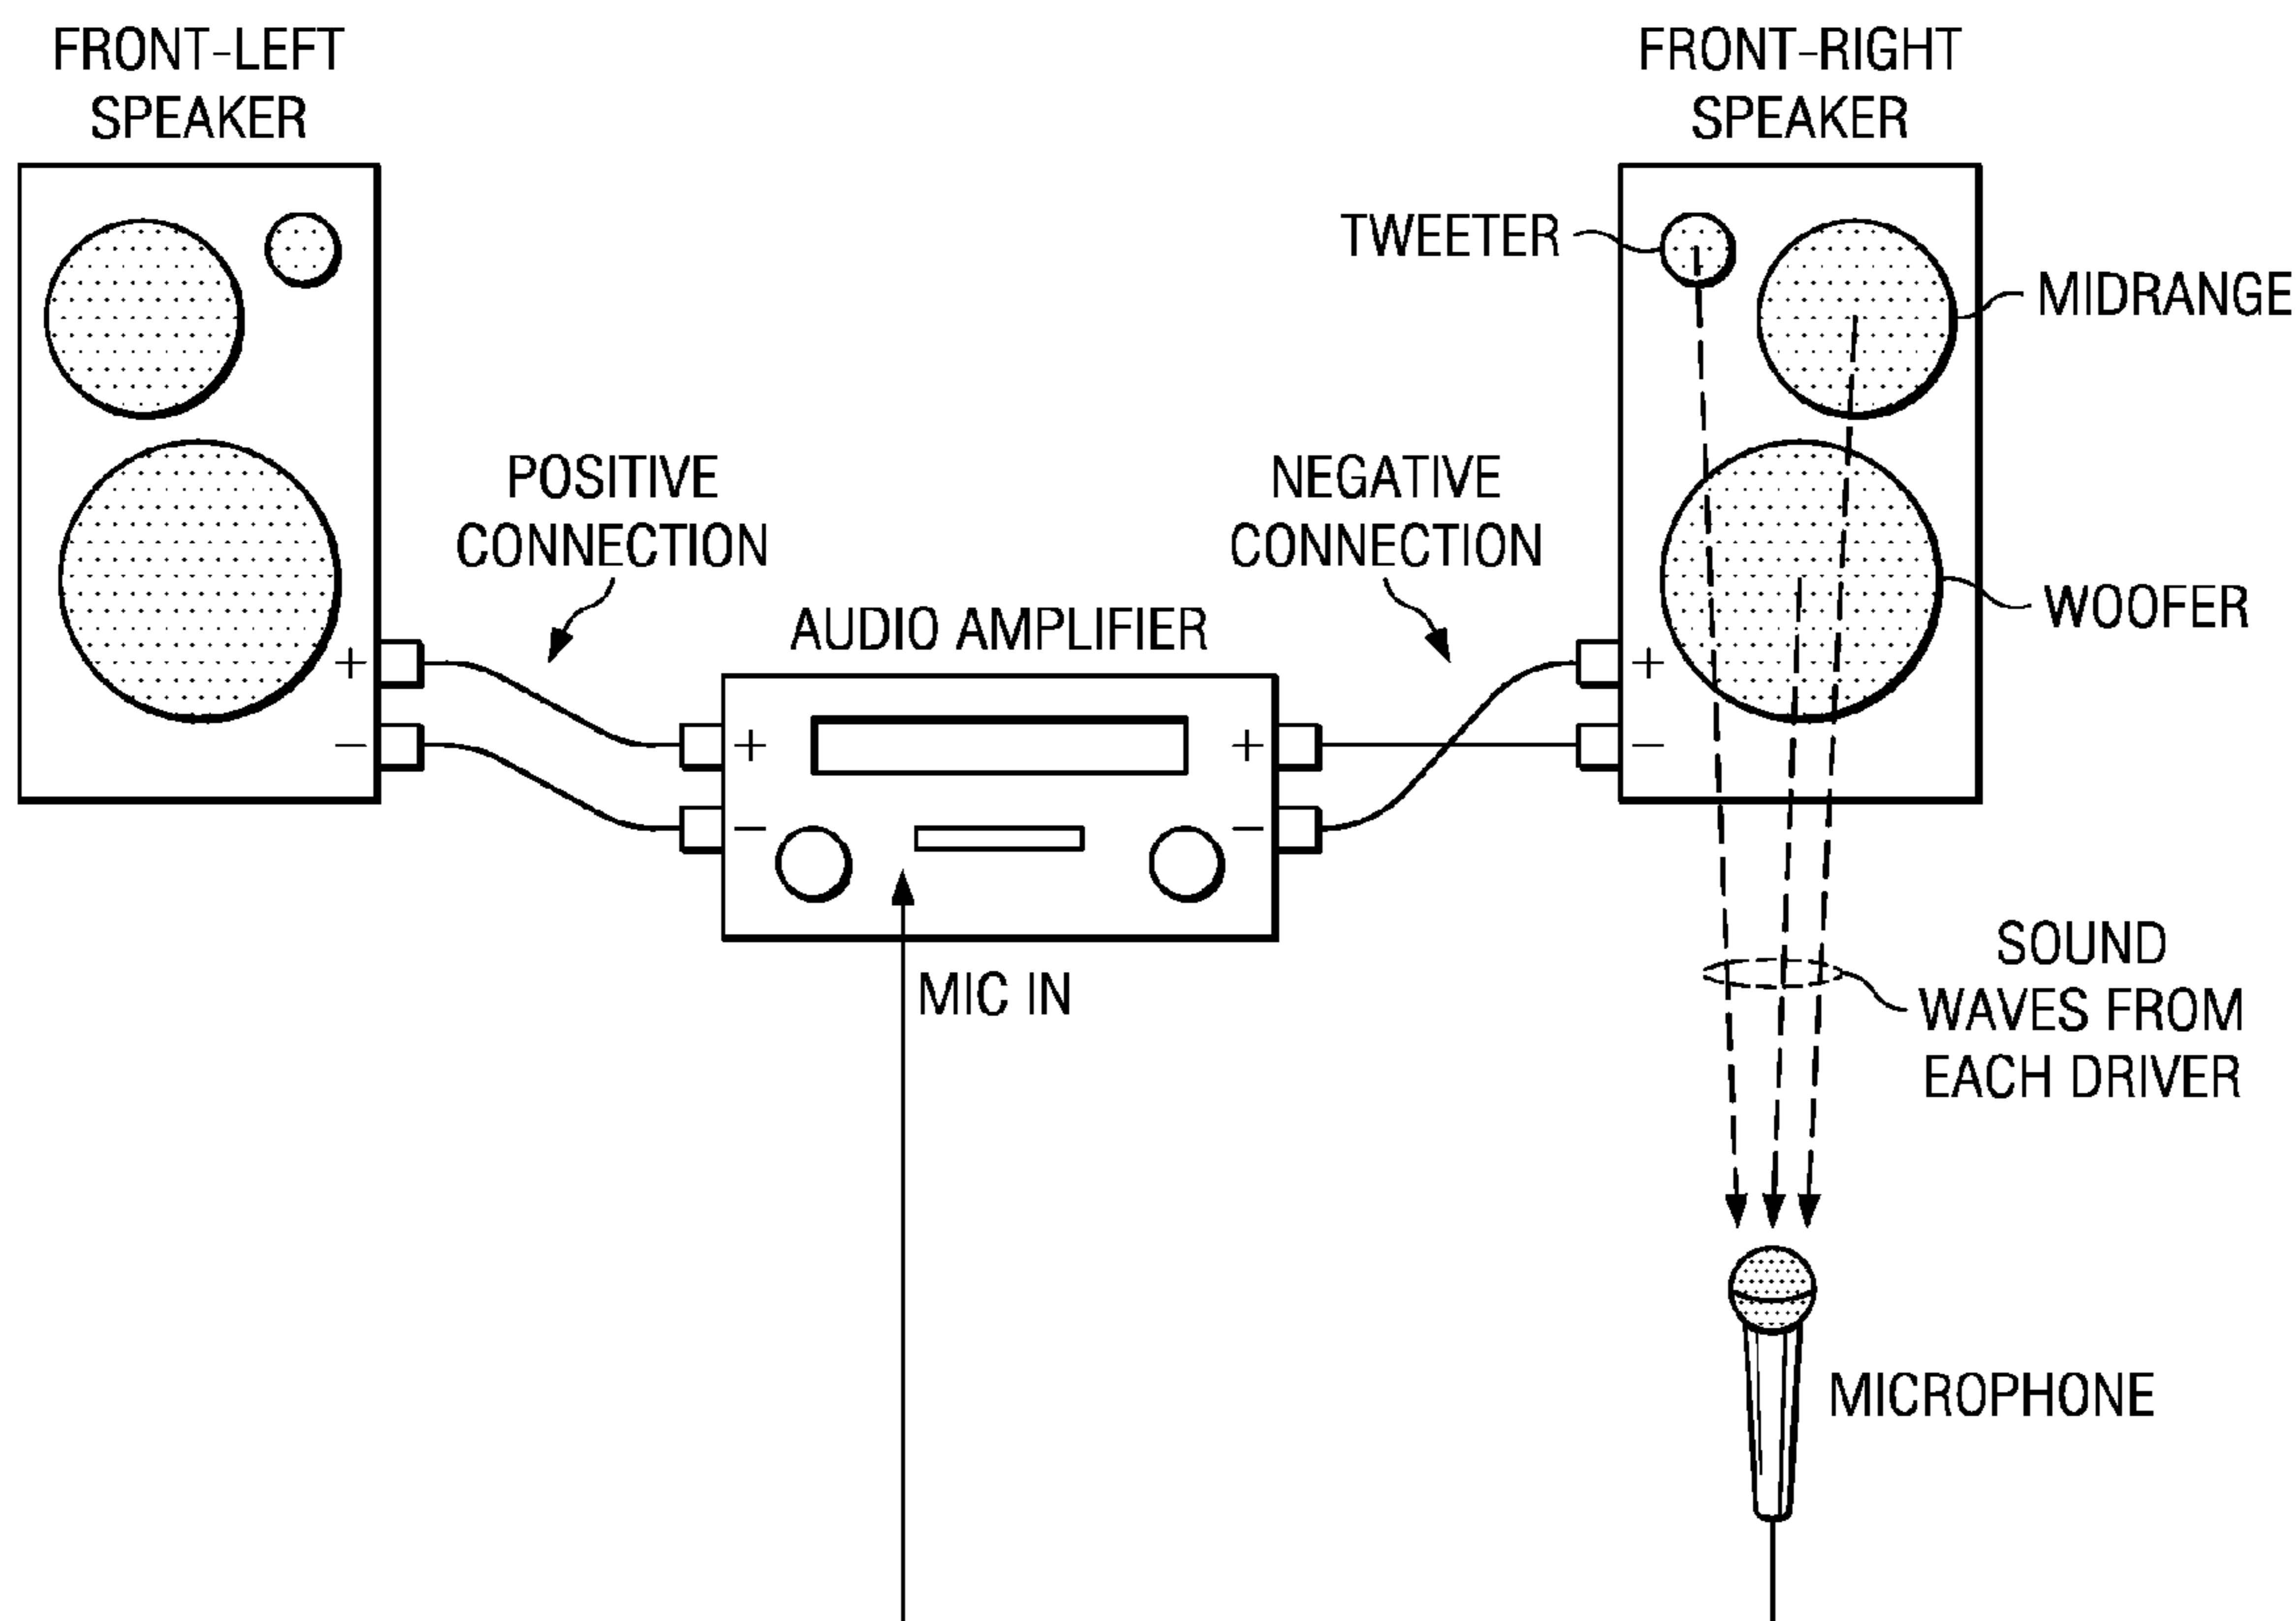 FRONT-LEFT
SPEAKER
FRONT-RIGHT
SPEAKER
TWEETER
MIDRANGE
POSITIVE
CONNECTION
NEGATIVE
CONNECTION
WOOFER
AUDIO AMPLIFIER
+
−
+
−
+
−
+
−
MIC IN
SOUND
WAVES FROM
EACH DRIVER
MICROPHONE